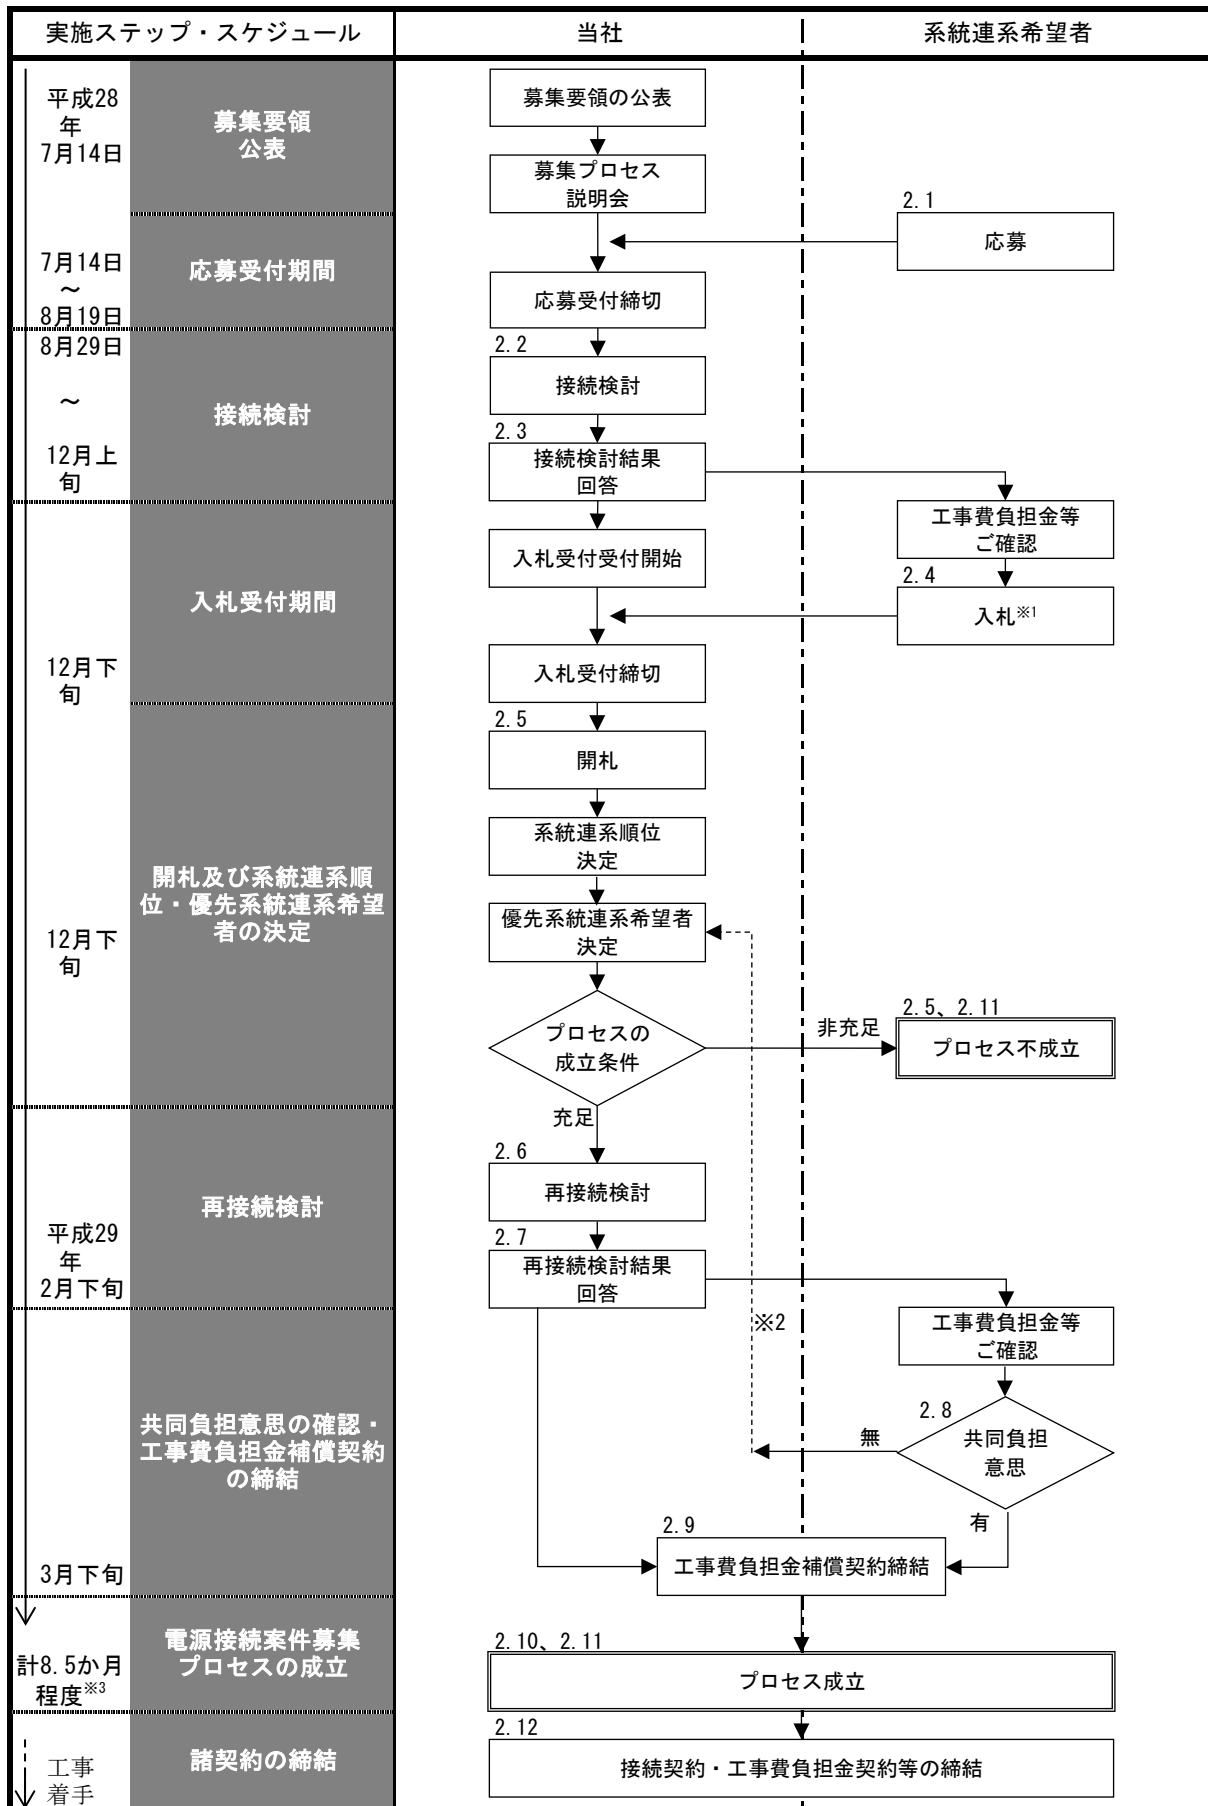 実施ステップ・スケジュール
当社
系統連系希望者
平成28
年
7月14日
募集要領
公表
募集要領の公表
募集プロセス
説明会
2.1
応募
7月14日
～
8月19日
応募受付期間
応募受付締切
8月29日
～
12月上
旬
接続検討
2.2
接続検討
2.3
接続検討結果
回答
工事費負担金等
ご確認
入札受付期間
入札受付受付開始
2.4
入札※1
12月下
旬
入札受付締切
2.5
開札
系統連系順位
決定
開札及び系統連系順
位・優先系統連系希望
者の決定
12月下
旬
優先系統連系希望者
決定
プロセスの
成立条件
非充足
2.5、2.11
プロセス不成立
充足
再接続検討
2.6
再接続検討
平成29
年
2月下旬
2.7
再接続検討結果
回答
※2
工事費負担金等
ご確認
共同負担意思の確認・
工事費負担金補償契約
の締結
2.8
共同負担
意思
無
有
3月下旬
2.9
工事費負担金補償契約締結
計8.5か月
程度※3
電源接続案件募集
プロセスの成立
2.10、2.11
プロセス成立
工事
着手
諸契約の締結
2.12
接続契約・工事費負担金契約等の締結